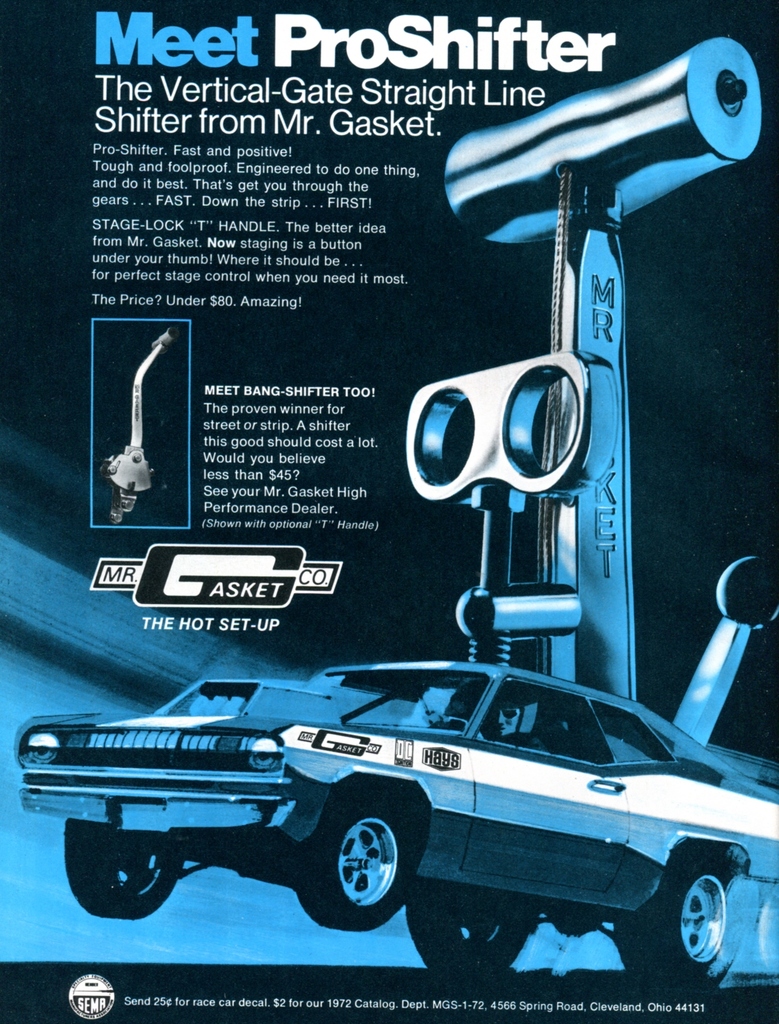 Meet ProShifter
The Vertical-Gate Straight Line
Shifter from Mr. Gasket.
Pro-Shifter. Fast and positive!
Tough and foolproof. Engineered to do one thing,
and do it best. That's get you through the
gears . . . FAST. Down the strip . . . FIRST!
STAGE-LOCK "T" HANDLE. The better idea
from Mr. Gasket. Now staging is a button
under your thumb! Where it should be . . .
for perfect stage control when you need it most.
The Price? Under $80. Amazing!
MEET BANG-SHIFTER TOO!
The proven winner for
street or strip. A shifter
this good should cost a lot.
Would you believe
less than $45?
See your Mr. Gasket High
Performance Dealer.
(Shown with optional "T" Handle)
MR. GASKET CO.
THE HOT SET-UP
MR
KET
MR. GASKET CO.
Hays
MEMBER
SEMA
Send 25¢ for race car decal. $2 for our 1972 Catalog. Dept. MGS-1-72, 4566 Spring Road, Cleveland, Ohio 44131